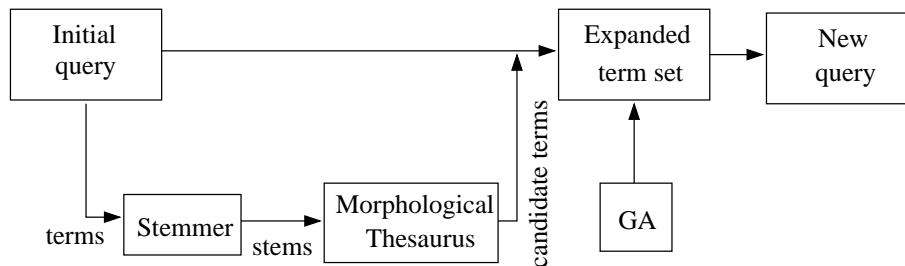 Initial
query
Expanded
term set
New
query
terms
Stemmer
stems
Morphological
Thesaurus
candidate terms
GA